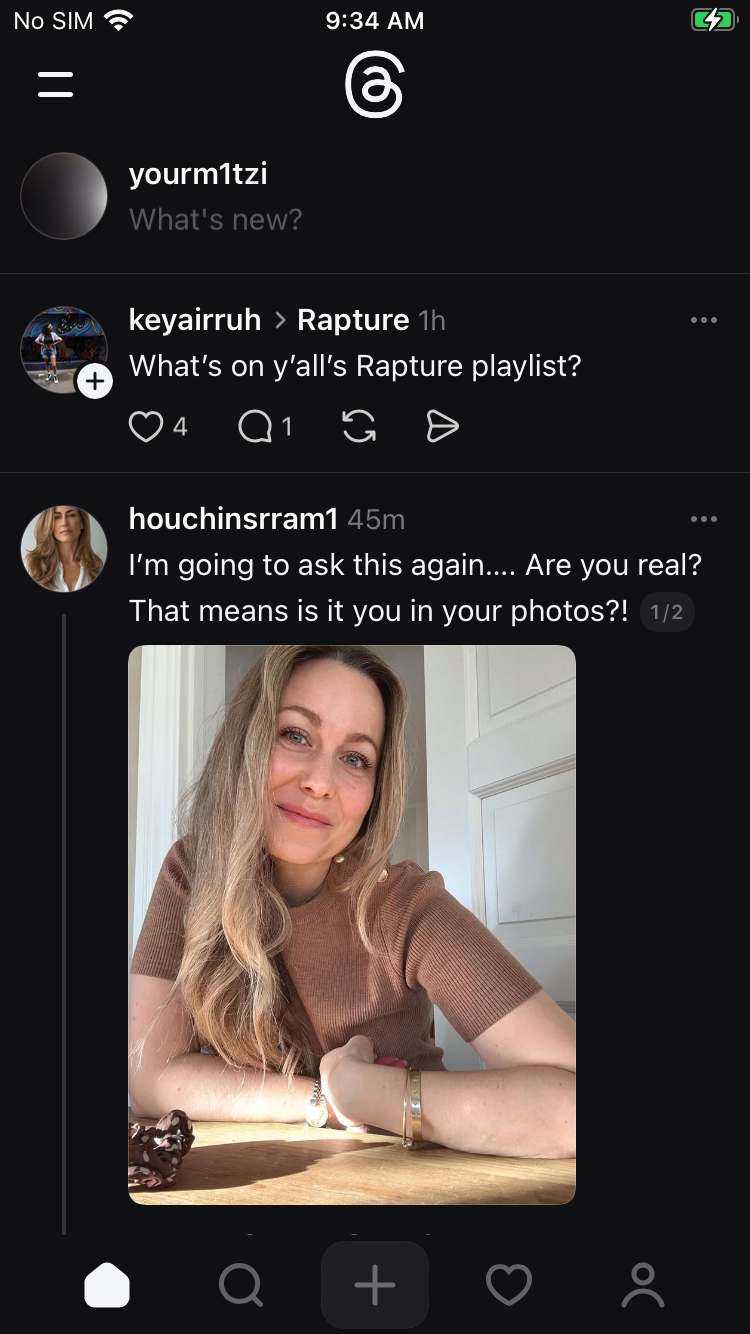 No SIM 9:34 AM
yourm1tzi
What's new?
keyairruh > Rapture 1h
What’s on y’all’s Rapture playlist?
4 1
houchinsrram1 45m
I’m going to ask this again.... Are you real?
That means is it you in your photos?! 1/2